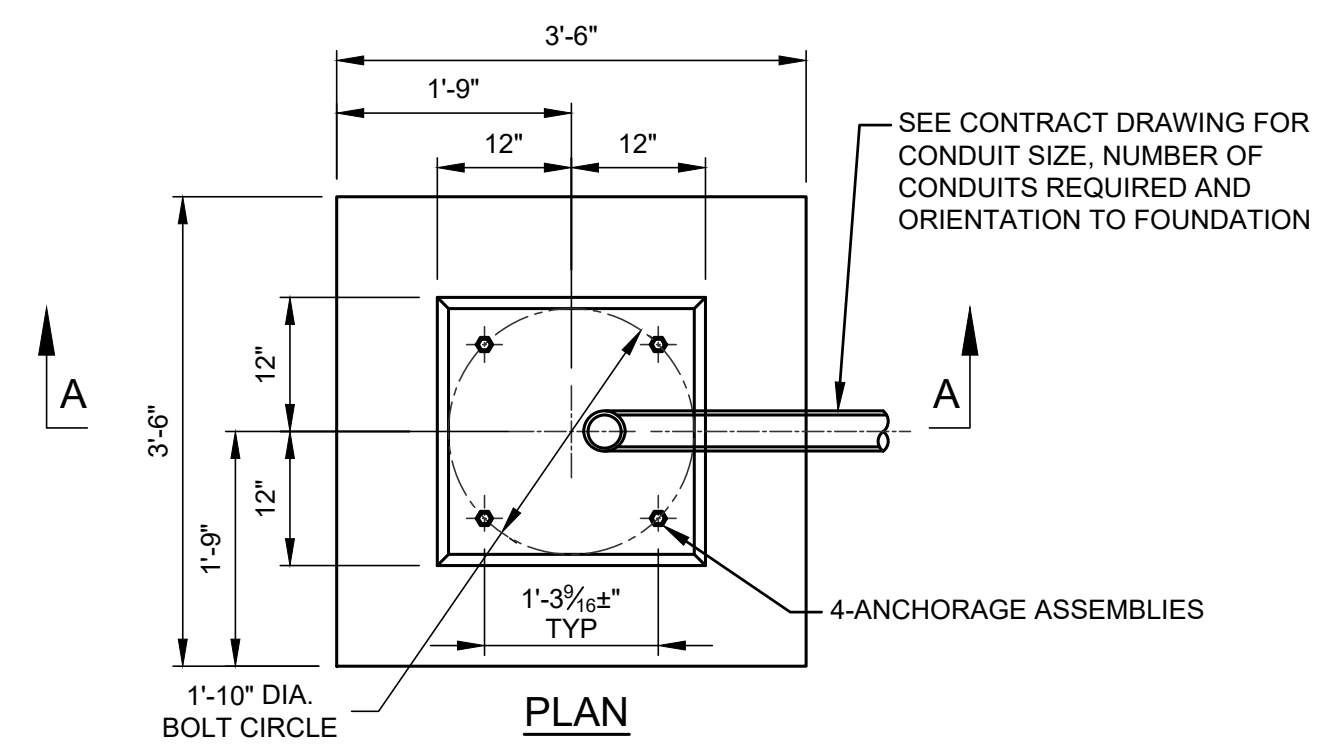 3'-6"
1'-9"
12"
12"
SEE CONTRACT DRAWING FOR
CONDUIT SIZE, NUMBER OF
CONDUITS REQUIRED AND
ORIENTATION TO FOUNDATION
A
A
3'-6"
12"
12"
1'-9"
1'-3⁹⁄₁₆±"
TYP
4-ANCHORAGE ASSEMBLIES
1'-10" DIA.
BOLT CIRCLE
PLAN